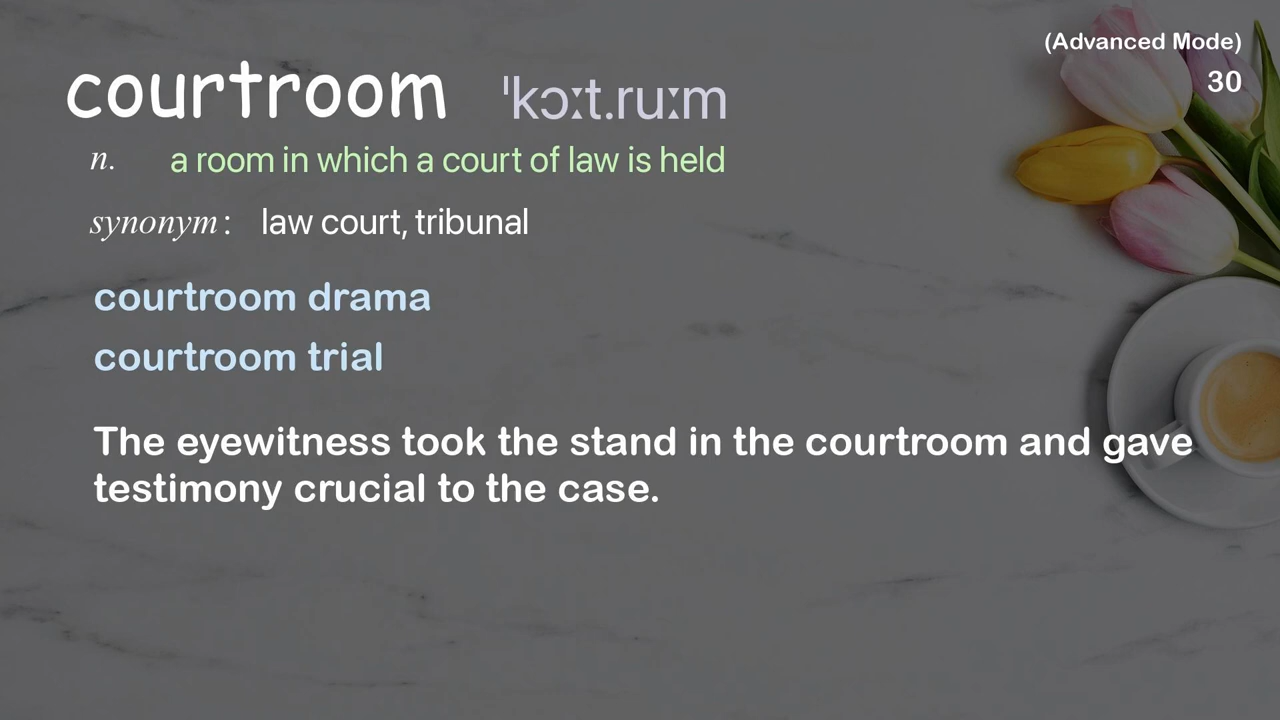 (Advanced Mode)
30
courtroom ˈkɔːt.ruːm
n. a room in which a court of law is held
synonym: law court, tribunal
courtroom drama
courtroom trial
The eyewitness took the stand in the courtroom and gave
testimony crucial to the case.